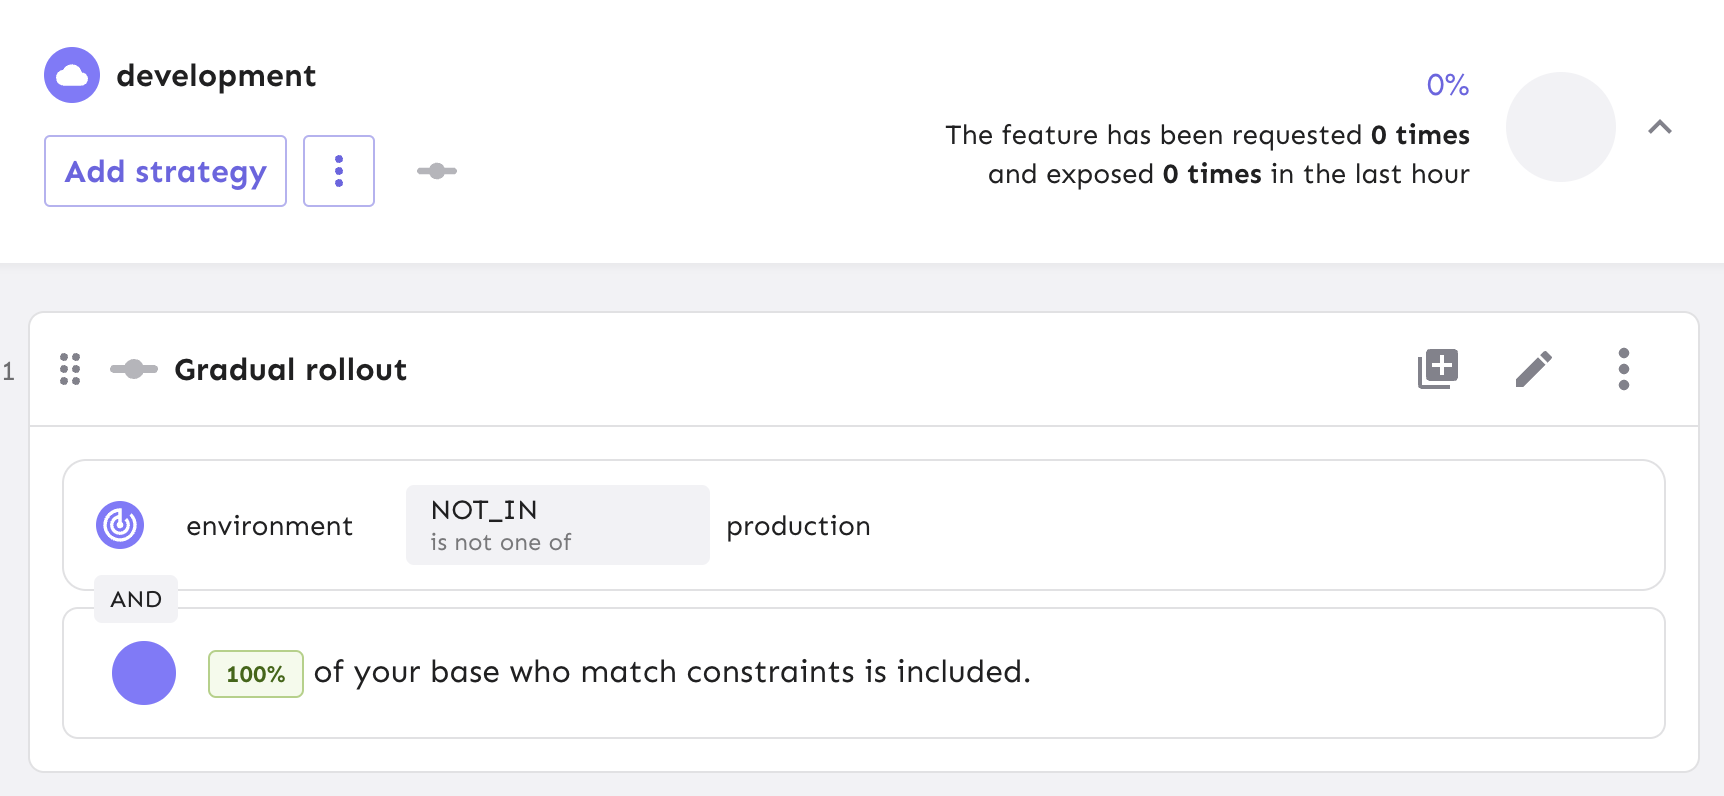 development
Add strategy
0%
The feature has been requested 0 times
and exposed 0 times in the last hour
1
Gradual rollout
environment
NOT_IN
is not one of
production
AND
100% of your base who match constraints is included.